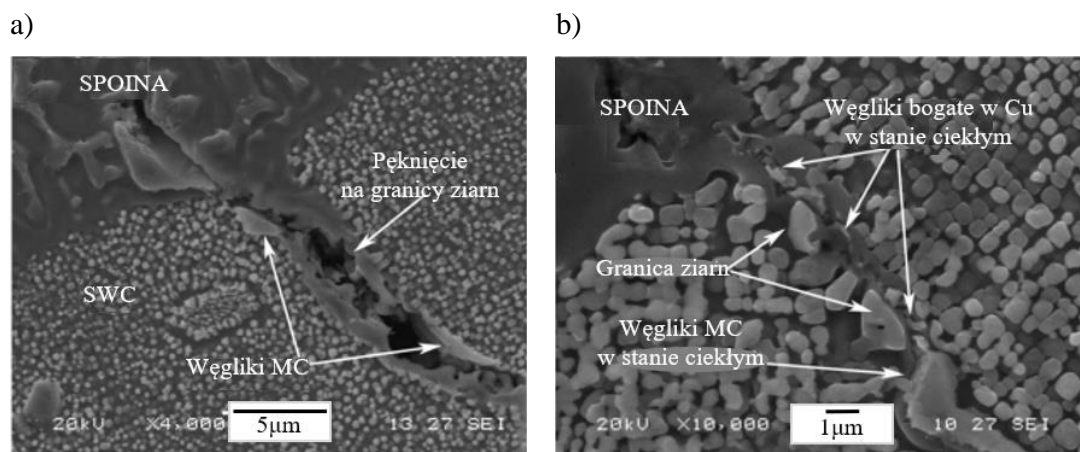 a)
b)
SPOINA
Pęknięcie
na granicy ziarn
SWC
Węgliki MC
20kV X4,000 5µm 13 27 SEI
SPOINA
Węgliki bogate w Cu
w stanie ciekłym
Granica ziarn
Węgliki MC
w stanie ciekłym
20kV X10,000 1µm 10 27 SEI